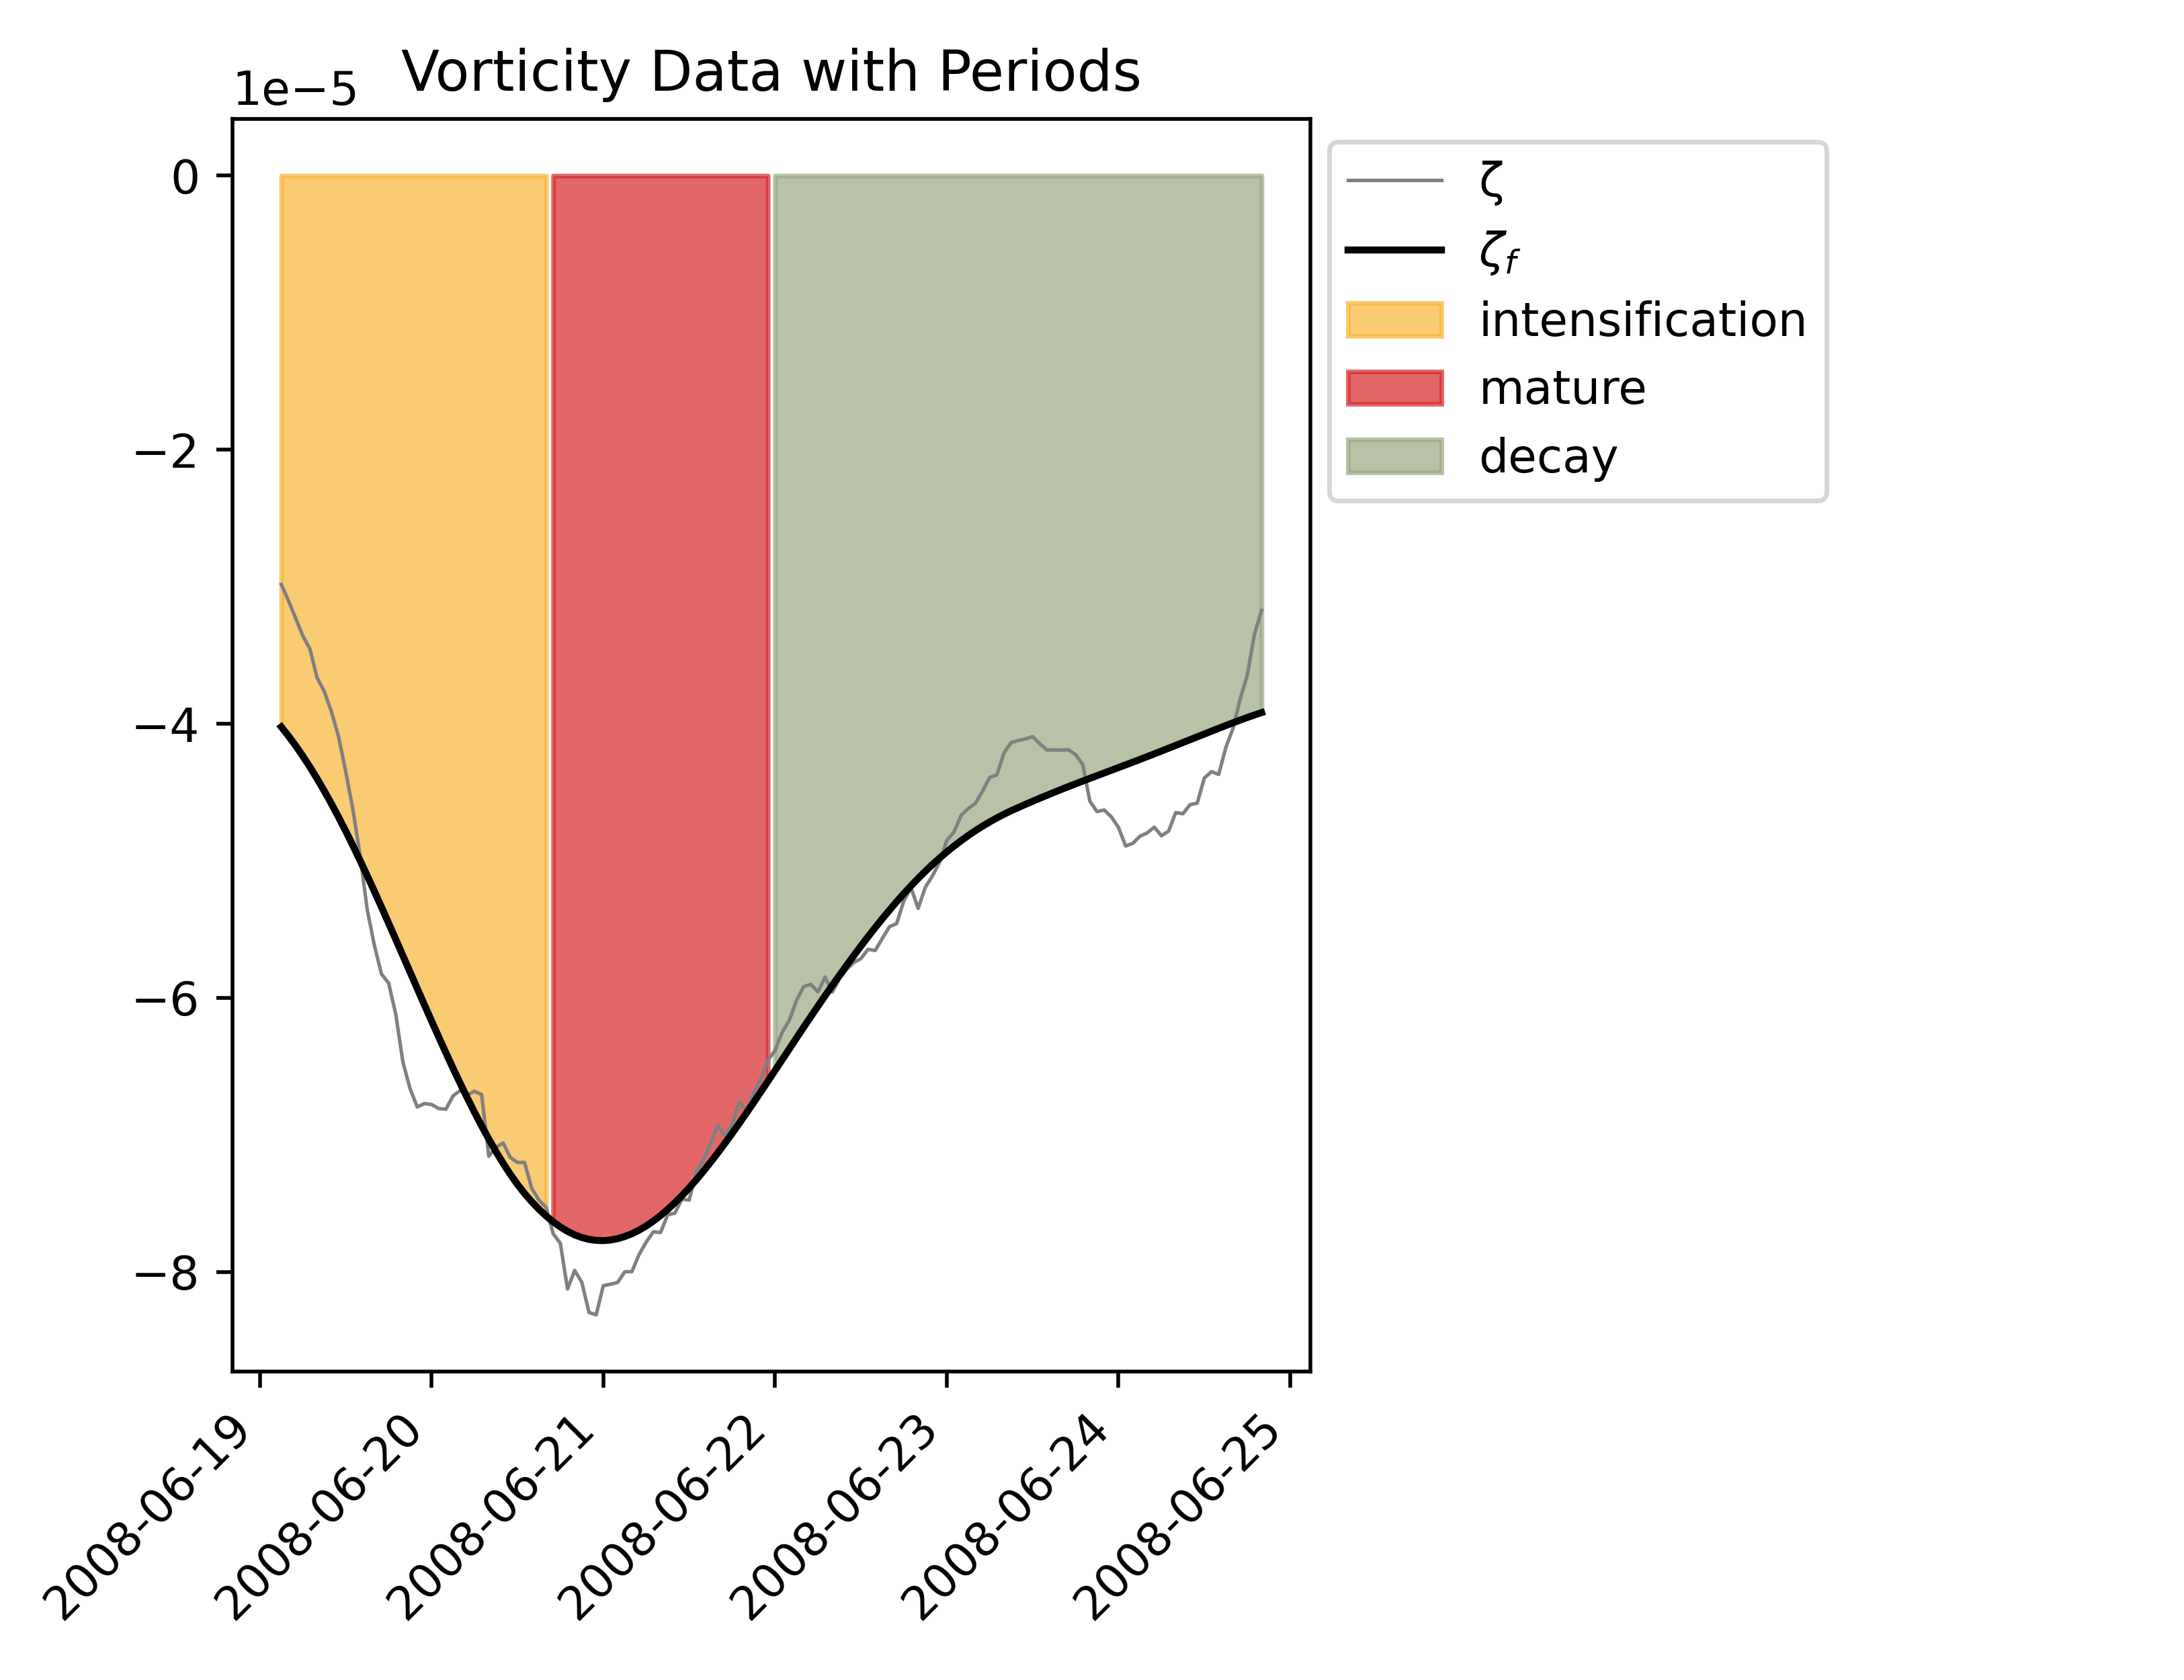 Vorticity Data with Periods
1e−5
0
−2
−4
−6
−8
2008-06-19
2008-06-20
2008-06-21
2008-06-22
2008-06-23
2008-06-24
2008-06-25
ζ
ζf
intensification
mature
decay